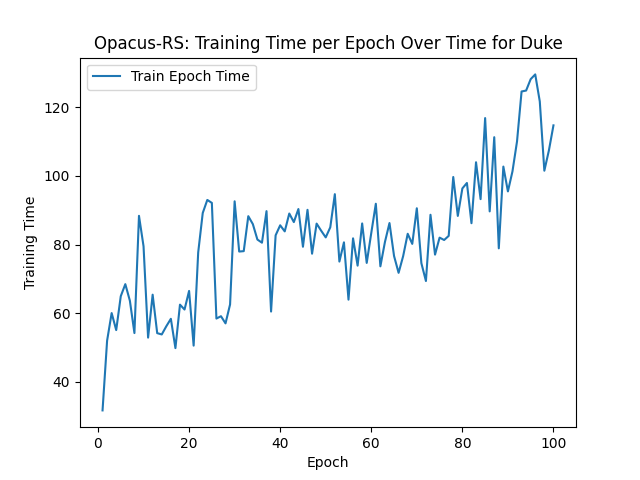 Opacus-RS: Training Time per Epoch Over Time for Duke
Train Epoch Time
120
100
80
60
40
Training Time
0 20 40 60 80 100
Epoch